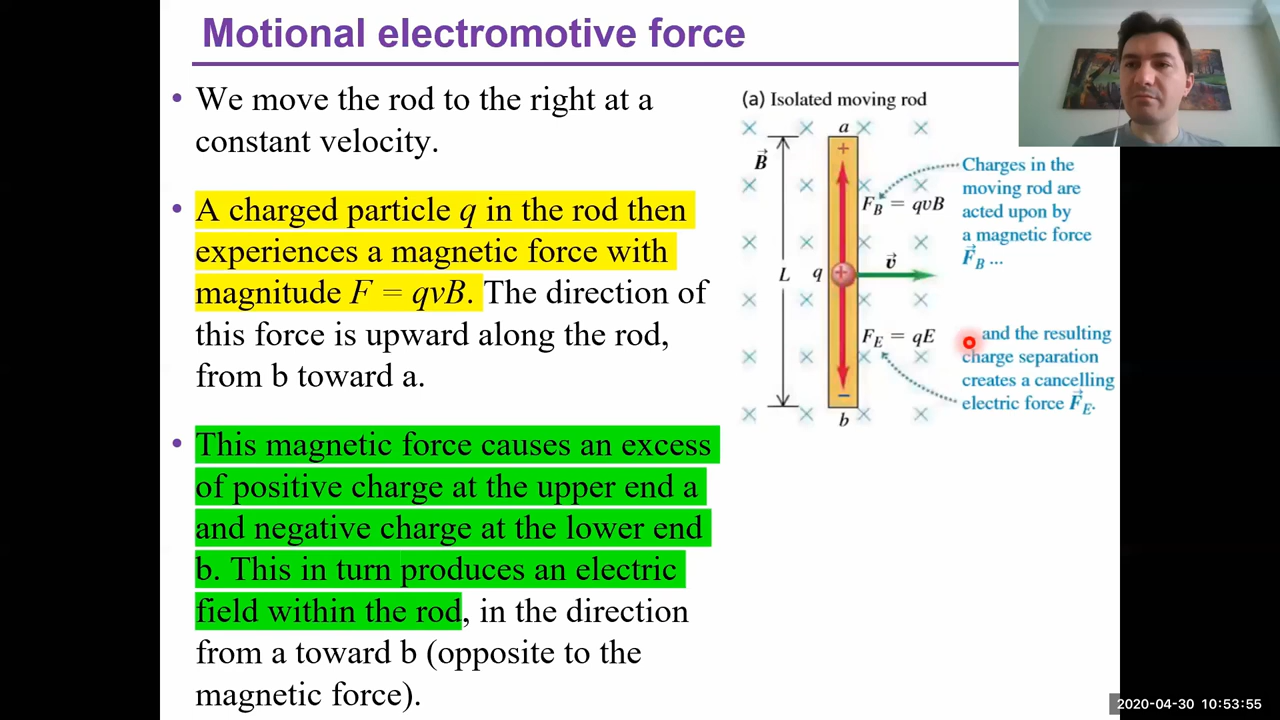 Motional electromotive force
• We move the rod to the right at a
constant velocity.
• A charged particle q in the rod then
experiences a magnetic force with
magnitude F = qvB. The direction of
this force is upward along the rod,
from b toward a.
• This magnetic force causes an excess
of positive charge at the upper end a
and negative charge at the lower end
b. This in turn produces an electric
field within the rod, in the direction
from a toward b (opposite to the
magnetic force).
(a) Isolated moving rod
a
+
B⃗
F_B = qvB
Charges in the
moving rod are
acted upon by
a magnetic force
F⃗_B ...
L
q
+
v⃗
F_E = qE
and the resulting
charge separation
creates a cancelling
electric force F⃗_E.
−
b
2020-04-30 10:53:55